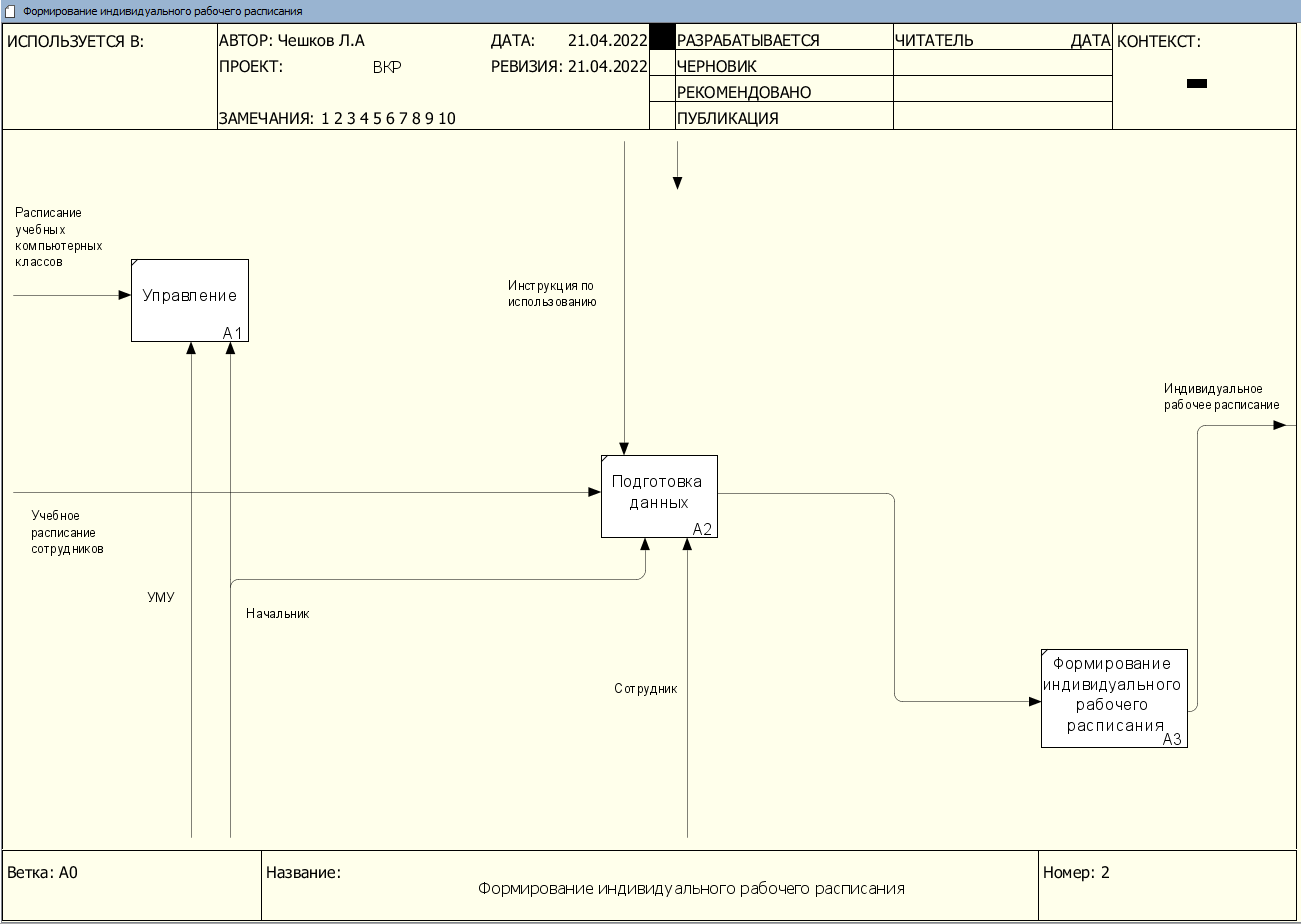 Формирование индивидуального рабочего расписания
ИСПОЛЬЗУЕТСЯ В:
АВТОР: Чешков Л.А
ДАТА: 21.04.2022
РАЗРАБАТЫВАЕТСЯ
ЧИТАТЕЛЬ
ДАТА
КОНТЕКСТ:
ПРОЕКТ: ВКР
РЕВИЗИЯ: 21.04.2022
ЧЕРНОВИК
РЕКОМЕНДОВАНО
ЗАМЕЧАНИЯ: 1 2 3 4 5 6 7 8 9 10
ПУБЛИКАЦИЯ
Расписание
учебных
компьютерных
классов
Управление
A1
Инструкция по
использованию
Индивидуальное
рабочее расписание
Подготовка
данных
A2
Учебное
расписание
сотрудников
УМУ
Начальник
Сотрудник
Формирование
индивидуального
рабочего
расписания
A3
Ветка: A0
Название:
Формирование индивидуального рабочего расписания
Номер: 2